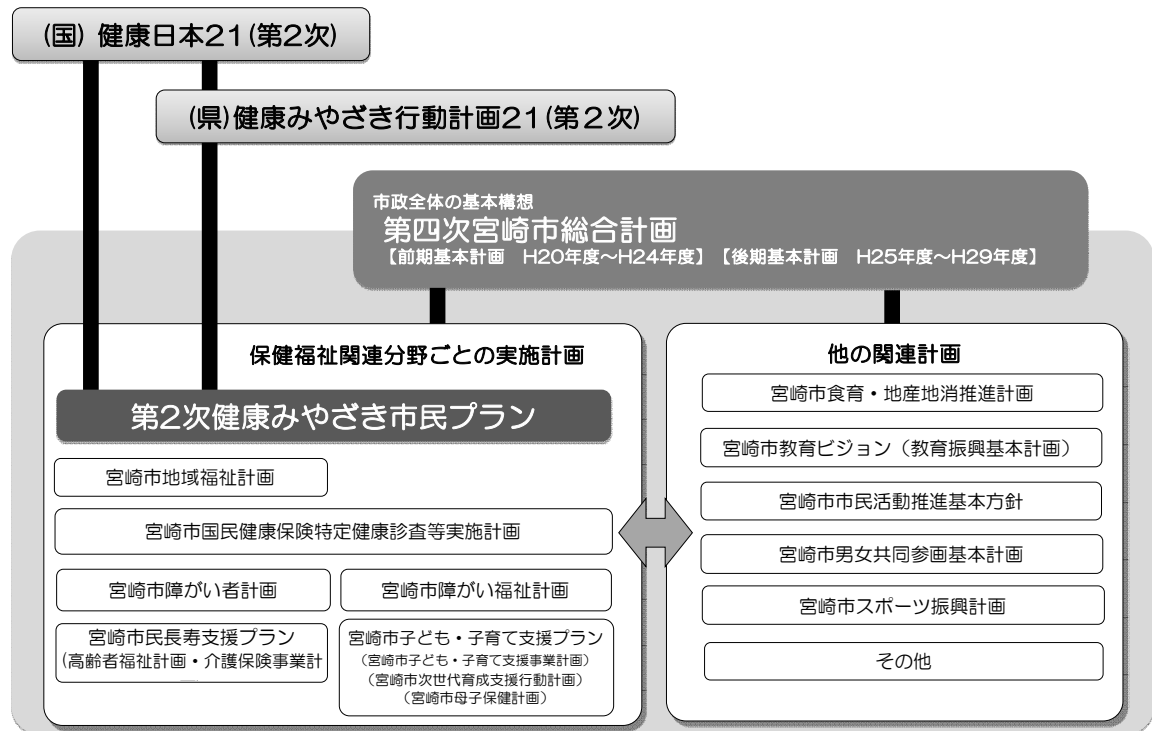 (国) 健康日本21(第2次)
(県)健康みやざき行動計画21(第２次)
市政全体の基本構想
第四次宮崎市総合計画
【前期基本計画　H20年度～H24年度】【後期基本計画　H25年度～H29年度】
保健福祉関連分野ごとの実施計画
第2次健康みやざき市民プラン
宮崎市地域福祉計画
宮崎市国民健康保険特定健康診査等実施計画
宮崎市障がい者計画
宮崎市障がい福祉計画
宮崎市民長寿支援プラン
(高齢者福祉計画・介護保険事業計
宮崎市子ども・子育て支援プラン
（宮崎市子ども・子育て支援事業計画）
（宮崎市次世代育成支援行動計画）
（宮崎市母子保健計画）
他の関連計画
宮崎市食育・地産地消推進計画
宮崎市教育ビジョン（教育振興基本計画）
宮崎市市民活動推進基本方針
宮崎市男女共同参画基本計画
宮崎市スポーツ振興計画
その他